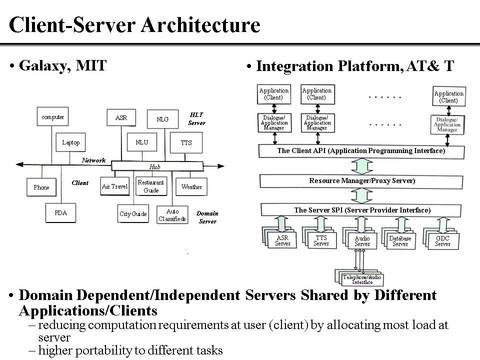 Client-Server Architecture
• Galaxy, MIT
computer
ASR
NLG
HLT
Server
Laptop
NLU
TTS
Network
Hub
Phone
Client
Air Travel
Restaurant
Guide
Weather
PDA
City Guide
Auto
Classifieds
Domain
Server
• Integration Platform, AT& T
Application
(Client)
Application
(Client)
. . . . . .
Application
(Client)
Dialogue/
Application
Manager
Dialogue/
Application
Manager
. . . . . .
Dialogue/
Application
Manager
The Client API (Application Programming Interface)
Resource Manager/Proxy Server)
The Server SPI (Server Provider Interface)
ASR
Server
TTS
Server
Audio
Server
Database
Server
GDC
Server
Telephone/Audio
Interface
• Domain Dependent/Independent Servers Shared by Different
Applications/Clients
– reducing computation requirements at user (client) by allocating most load at
server
– higher portability to different tasks